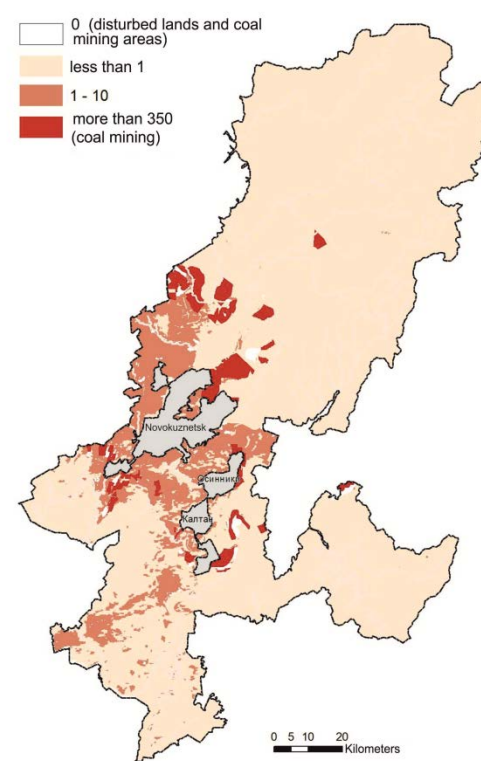 0 (disturbed lands and coal
mining areas)
less than 1
1 - 10
more than 350
(coal mining)
Novokuznetsk
Осинники
Калтан
0 5 10 20
Kilometers